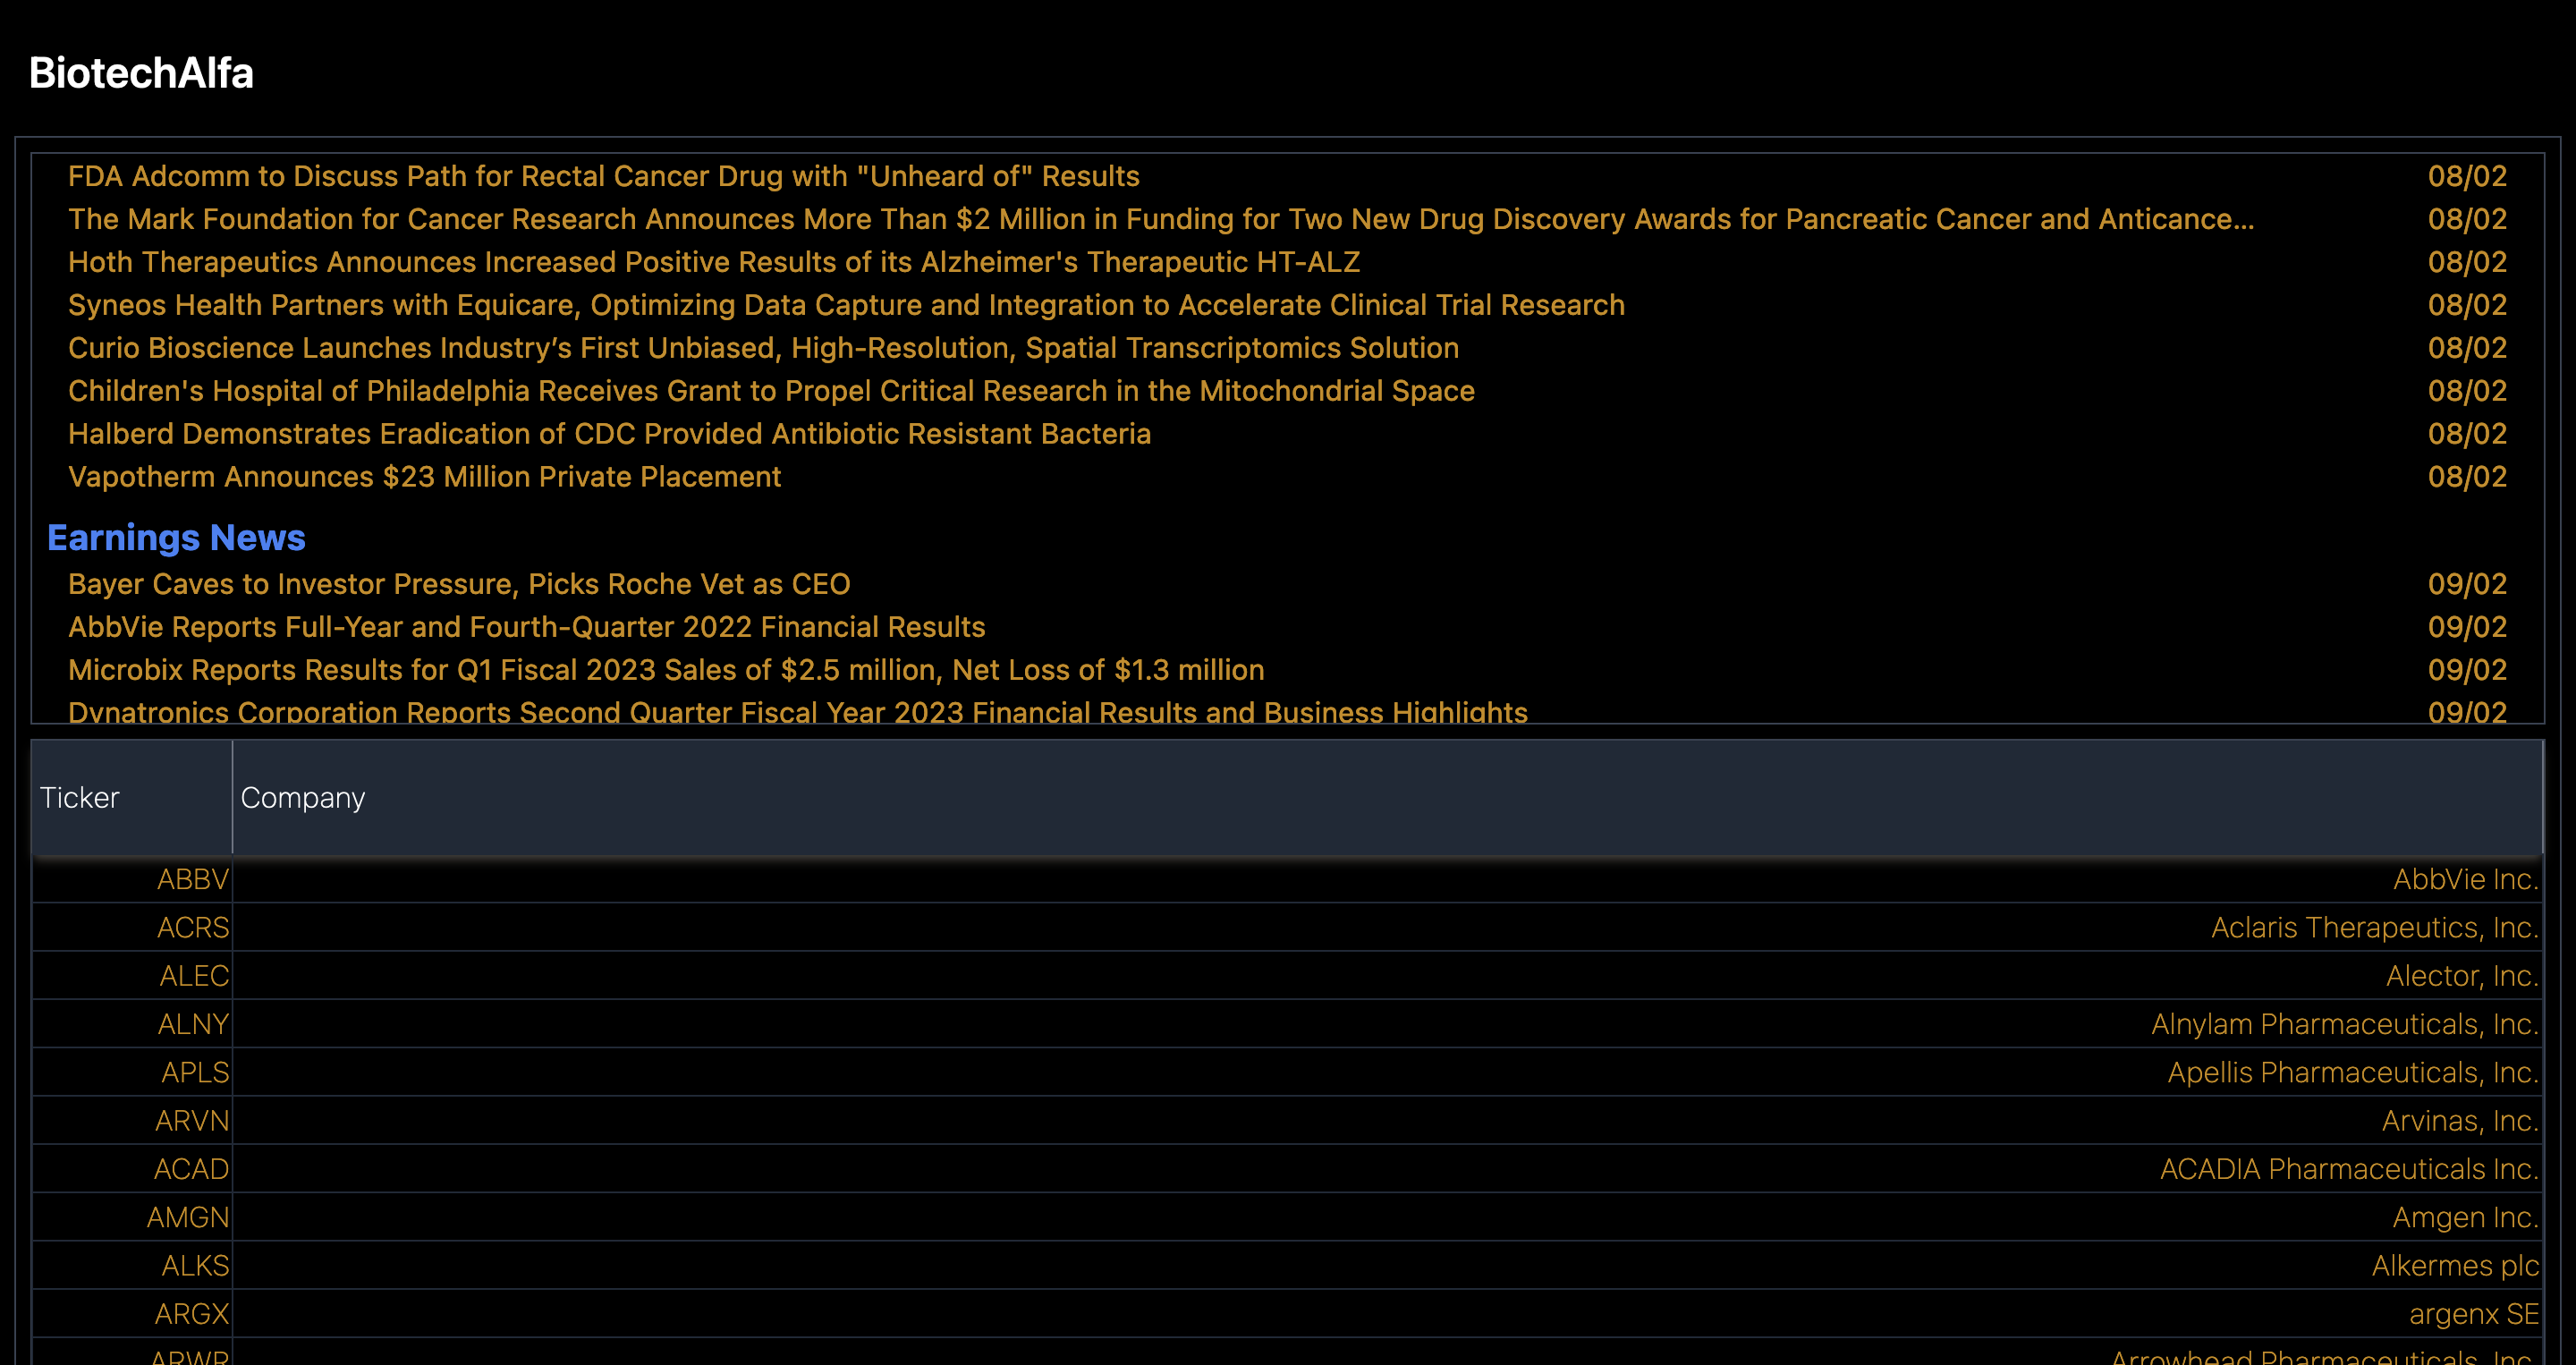 BiotechAlfa
FDA Adcomm to Discuss Path for Rectal Cancer Drug with "Unheard of" Results 08/02
The Mark Foundation for Cancer Research Announces More Than $2 Million in Funding for Two New Drug Discovery Awards for Pancreatic Cancer and Anticance... 08/02
Hoth Therapeutics Announces Increased Positive Results of its Alzheimer's Therapeutic HT-ALZ 08/02
Syneos Health Partners with Equicare, Optimizing Data Capture and Integration to Accelerate Clinical Trial Research 08/02
Curio Bioscience Launches Industry’s First Unbiased, High-Resolution, Spatial Transcriptomics Solution 08/02
Children's Hospital of Philadelphia Receives Grant to Propel Critical Research in the Mitochondrial Space 08/02
Halberd Demonstrates Eradication of CDC Provided Antibiotic Resistant Bacteria 08/02
Vapotherm Announces $23 Million Private Placement 08/02
Earnings News
Bayer Caves to Investor Pressure, Picks Roche Vet as CEO 09/02
AbbVie Reports Full-Year and Fourth-Quarter 2022 Financial Results 09/02
Microbix Reports Results for Q1 Fiscal 2023 Sales of $2.5 million, Net Loss of $1.3 million 09/02
Dynatronics Corporation Reports Second Quarter Fiscal Year 2023 Financial Results and Business Highlights 09/02
Ticker Company
ABBV AbbVie Inc.
ACRS Aclaris Therapeutics, Inc.
ALEC Alector, Inc.
ALNY Alnylam Pharmaceuticals, Inc.
APLS Apellis Pharmaceuticals, Inc.
ARVN Arvinas, Inc.
ACAD ACADIA Pharmaceuticals Inc.
AMGN Amgen Inc.
ALKS Alkermes plc
ARGX argenx SE
ARWR Arrowhead Pharmaceuticals, Inc.